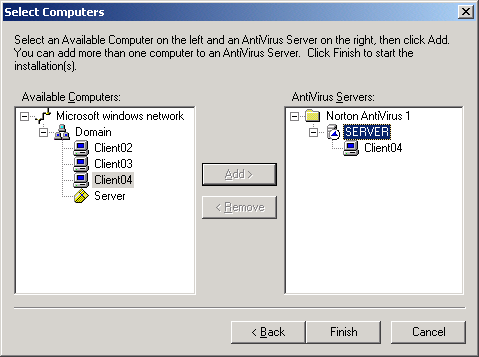 Select Computers
Select an Available Computer on the left and an AntiVirus Server on the right, then click Add.
You can add more than one computer to an AntiVirus Server. Click Finish to start the
installation(s).
Available Computers:
Microsoft windows network
Domain
Client02
Client03
Client04
Server
Add >
< Remove
AntiVirus Servers:
Norton AntiVirus 1
SERVER
Client04
< Back
Finish
Cancel